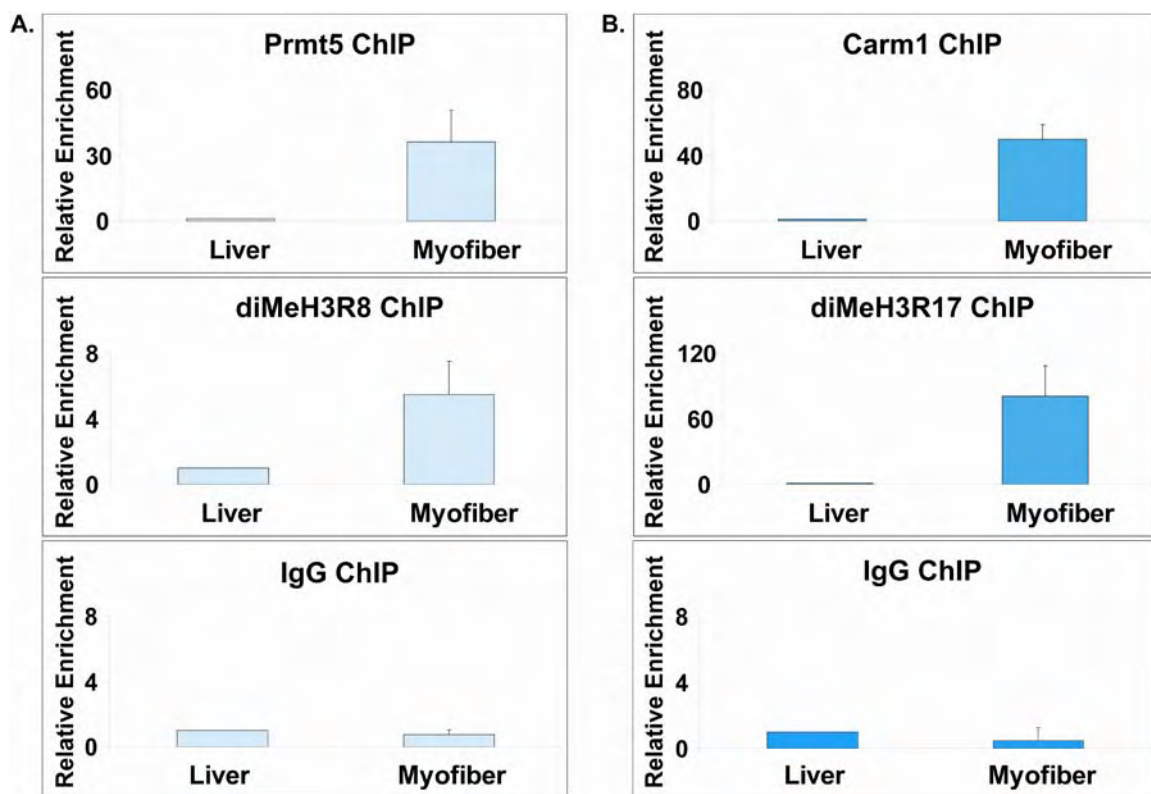 A.
Prmt5 ChIP
Relative Enrichment
60
30
0
Liver Myofiber
diMeH3R8 ChIP
Relative Enrichment
8
4
0
Liver Myofiber
IgG ChIP
Relative Enrichment
8
4
0
Liver Myofiber
B.
Carm1 ChIP
Relative Enrichment
80
40
0
Liver Myofiber
diMeH3R17 ChIP
Relative Enrichment
120
60
0
Liver Myofiber
IgG ChIP
Relative Enrichment
8
4
0
Liver Myofiber